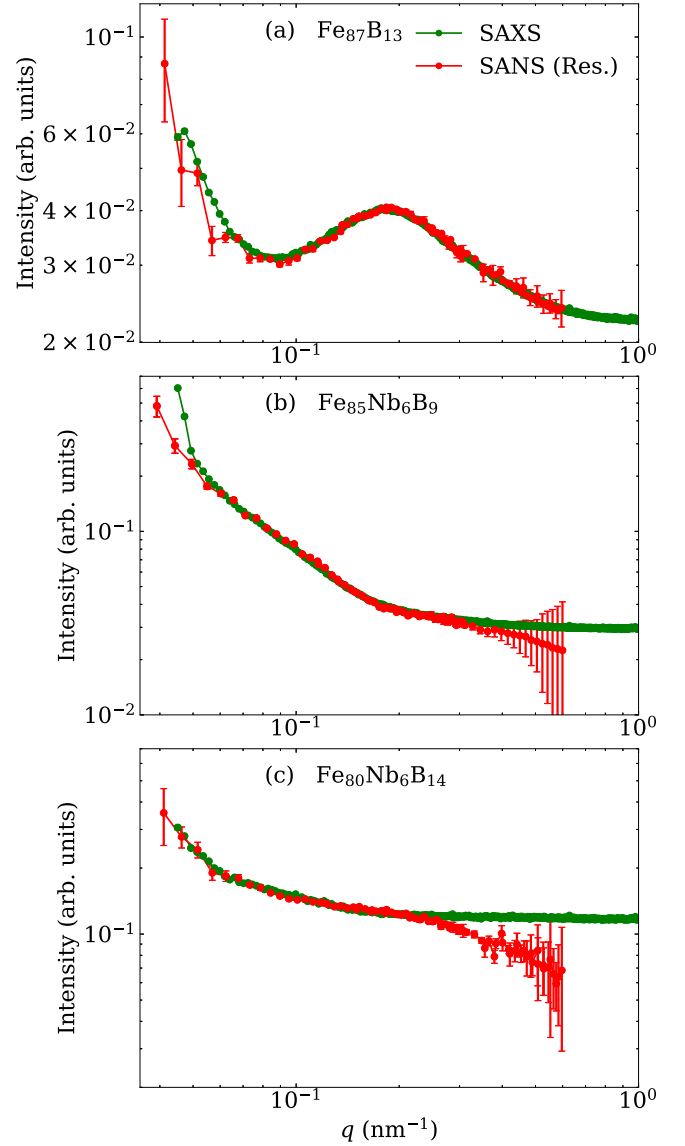 (a) Fe₈₇B₁₃
SAXS
SANS (Res.)
Intensity (arb. units)
10⁻¹
6 × 10⁻²
4 × 10⁻²
3 × 10⁻²
2 × 10⁻²
10⁻¹
10⁰
(b) Fe₈₅Nb₆B₉
Intensity (arb. units)
10⁻¹
10⁻²
10⁻¹
10⁰
(c) Fe₈₀Nb₆B₁₄
Intensity (arb. units)
10⁻¹
10⁻¹
10⁰
q (nm⁻¹)